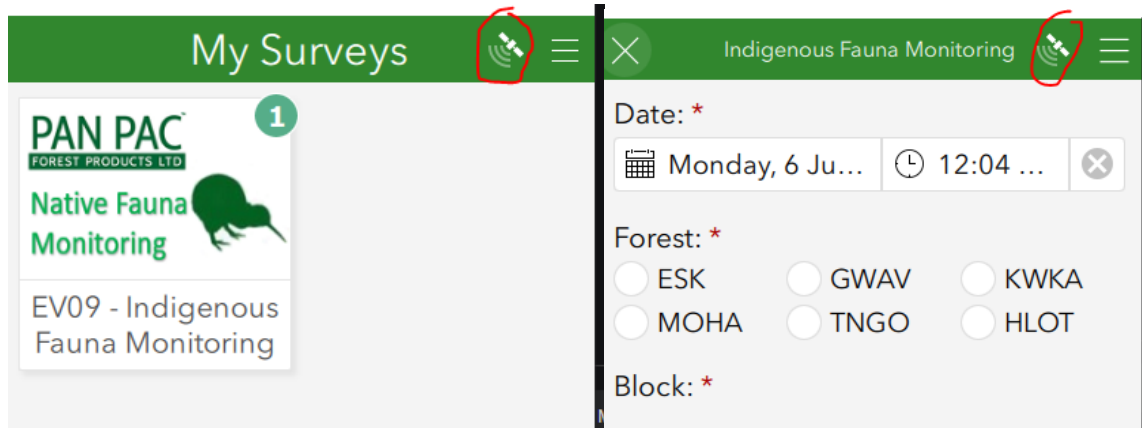 My Surveys
1
PAN PAC
FOREST PRODUCTS LTD
Native Fauna
Monitoring
EV09 - Indigenous
Fauna Monitoring
Indigenous Fauna Monitoring
Date: *
Monday, 6 Ju... 12:04 ...
Forest: *
ESK GWAV KWKA
MOHA TNGO HLOT
Block: *